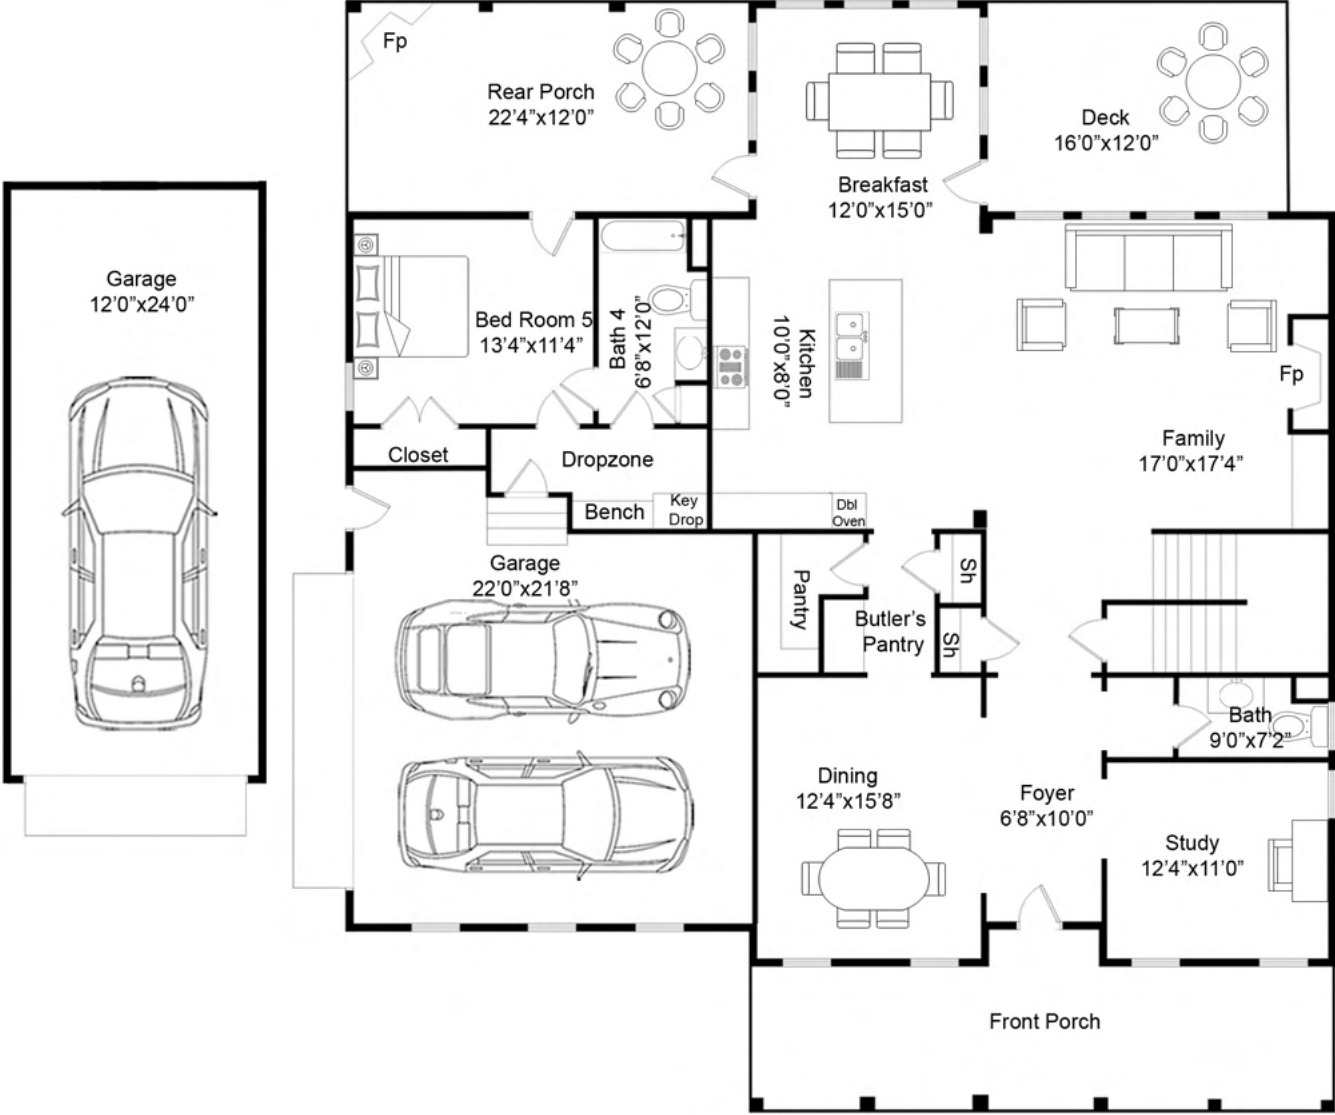 Fp
Rear Porch
22'4"x12'0"
Deck
16'0"x12'0"
Breakfast
12'0"x15'0"
Garage
12'0"x24'0"
Bed Room 5
13'4"x11'4"
Bath 4
6'8"x12'0"
Kitchen
10'0"x8'0"
Fp
Family
17'0"x17'4"
Closet
Dropzone
Bench
Key
Drop
Dbl
Oven
Garage
22'0"x21'8"
Pantry
Sh
Butler's
Pantry
Sh
Bath
9'0"x7'2"
Dining
12'4"x15'8"
Foyer
6'8"x10'0"
Study
12'4"x11'0"
Front Porch